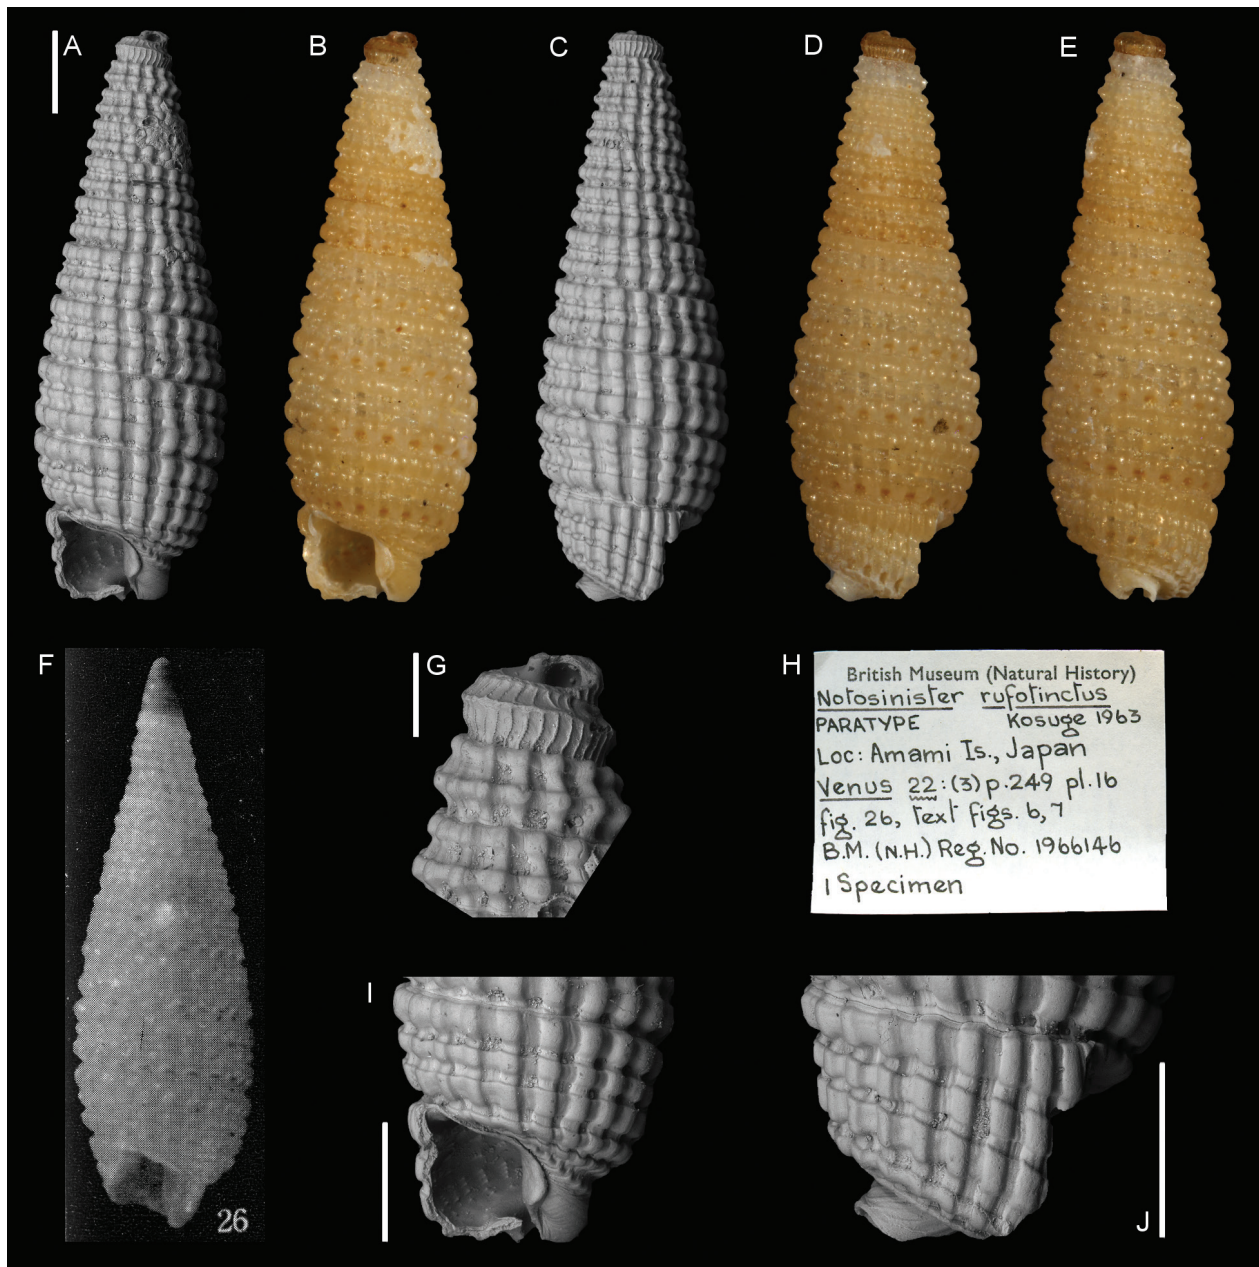 A
B
C
D
E
F
26
G
H
British Museum (Natural History)
Notosinister rufotinctus
PARATYPE Kosuge 1963
Loc: Amami Is., Japan
Venus 22:(3) p.249 pl.16
fig. 26, text figs. 6, 7
B.M. (N.H.) Reg. No. 1966146
1 Specimen
I
J